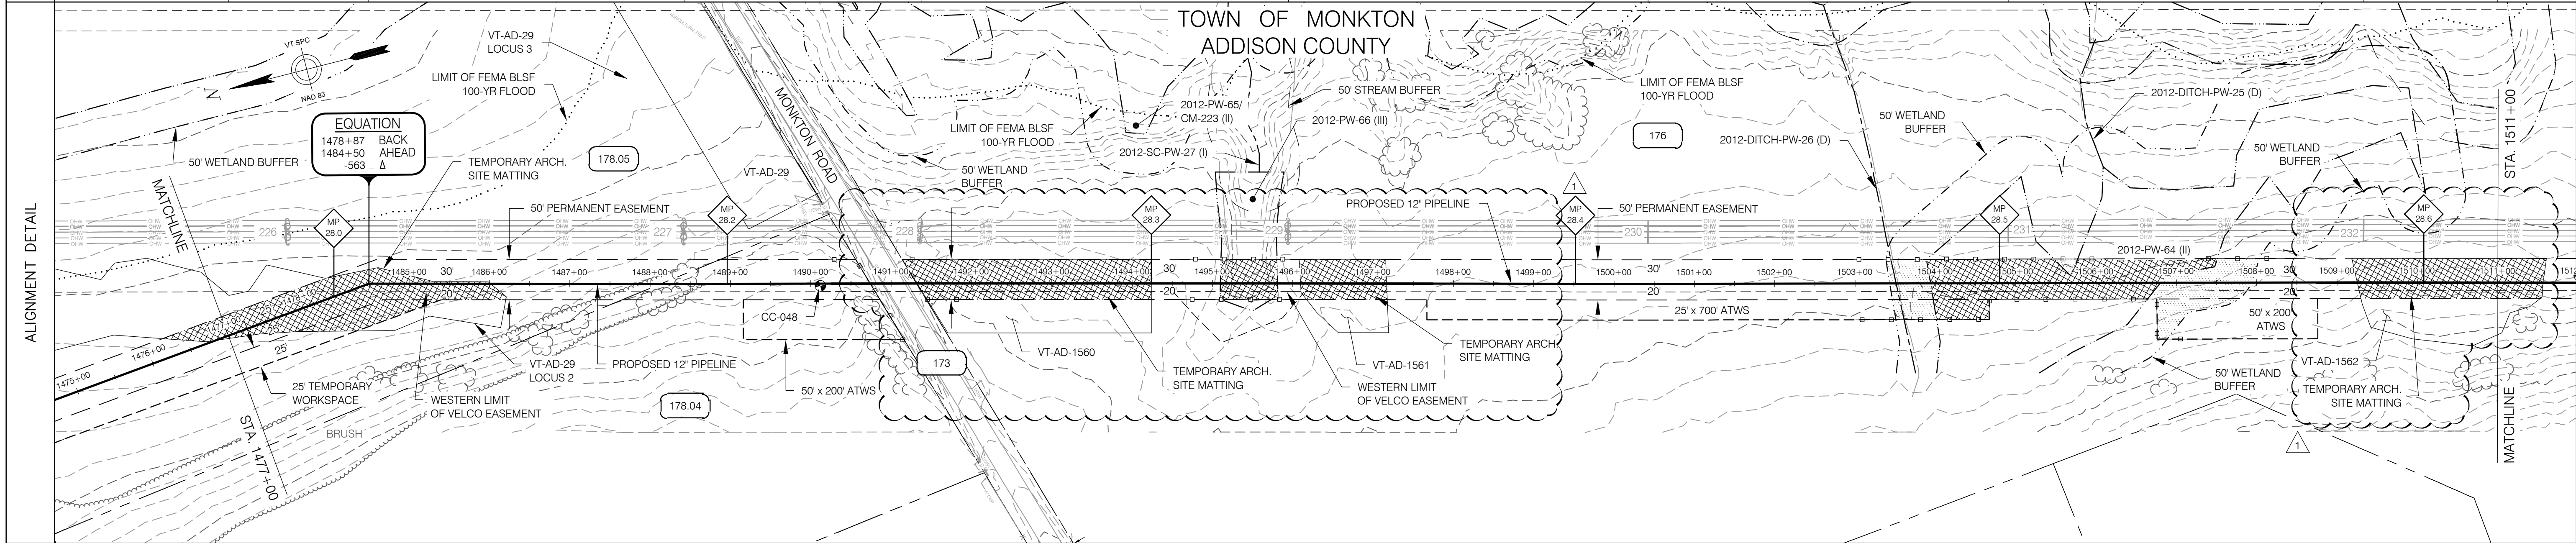 TOWN OF MONKTON
ADDISON COUNTY
ALIGNMENT DETAIL
VT SPC
N
NAD 83
50' WETLAND BUFFER
EQUATION
1478+87 BACK
1484+50 AHEAD
-563 Δ
VT-AD-29
LOCUS 3
LIMIT OF FEMA BLSF
100-YR FLOOD
TEMPORARY ARCH.
SITE MATTING
178.05
MATCHLINE
STA. 1477+00
MP
28.0
226
50' PERMANENT EASEMENT
227
MP
28.2
VT-AD-29
MONKTON ROAD
LIMIT OF FEMA BLSF
100-YR FLOOD
50' WETLAND
BUFFER
2012-PW-65/
CM-223 (II)
2012-SC-PW-27 (I)
50' STREAM BUFFER
2012-PW-66 (III)
LIMIT OF FEMA BLSF
100-YR FLOOD
176
2012-DITCH-PW-26 (D)
50' WETLAND
BUFFER
2012-DITCH-PW-25 (D)
50' WETLAND
BUFFER
STA. 1511+00
MATCHLINE
228
MP
28.3
229
PROPOSED 12" PIPELINE
1
MP
28.4
50' PERMANENT EASEMENT
230
MP
28.5
231
2012-PW-64 (II)
232
MP
28.6
OHW OHW OHW OHW
1475+00
1476+00
1485+00
1486+00
1487+00
1488+00
1489+00
1490+00
1491+00
1492+00
1493+00
1494+00
1495+00
1496+00
1497+00
1498+00
1499+00
1500+00
1501+00
1502+00
1503+00
1504+00
1505+00
1506+00
1507+00
1508+00
1509+00
1510+00
1511+00
30'
20'
25'
25'
30'
20'
30'
20'
30'
20'
25' TEMPORARY
WORKSPACE
WESTERN LIMIT
OF VELCO EASEMENT
BRUSH
VT-AD-29
LOCUS 2
PROPOSED 12" PIPELINE
178.04
CC-048
50' x 200' ATWS
173
VT-AD-1560
TEMPORARY ARCH.
SITE MATTING
VT-AD-1561
WESTERN LIMIT
OF VELCO EASEMENT
TEMPORARY ARCH.
SITE MATTING
25' x 700' ATWS
50' x 200'
ATWS
50' WETLAND
BUFFER
VT-AD-1562
TEMPORARY ARCH.
SITE MATTING
1